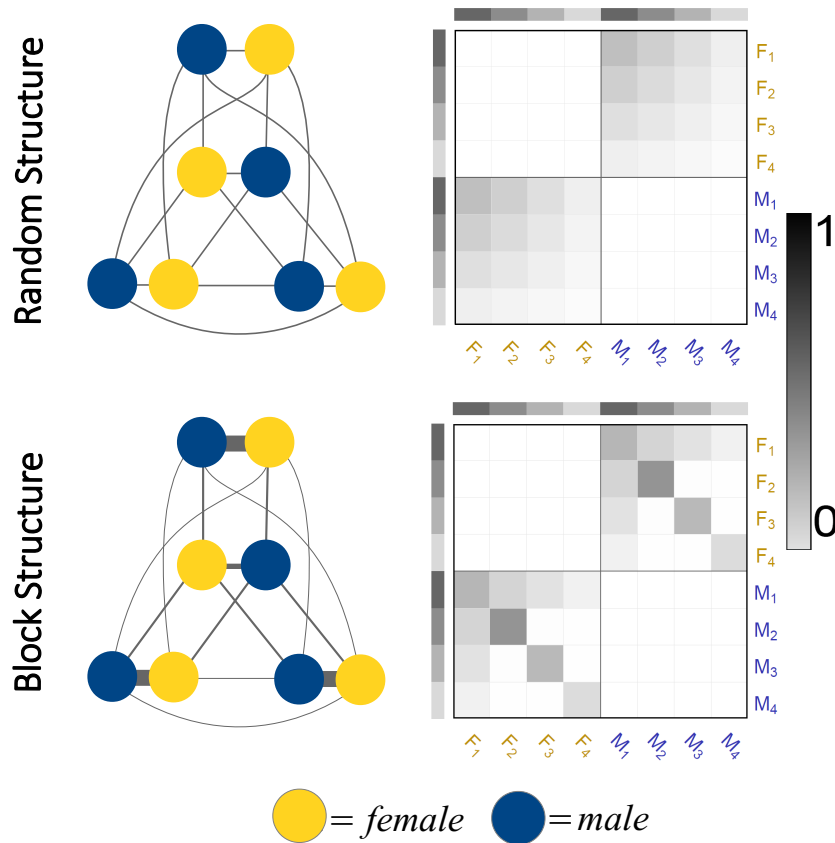 Random Structure
F₁
F₂
F₃
F₄
M₁
M₂
M₃
M₄
F₁ F₂ F₃ F₄ M₁ M₂ M₃ M₄
1
0
Block Structure
F₁
F₂
F₃
F₄
M₁
M₂
M₃
M₄
F₁ F₂ F₃ F₄ M₁ M₂ M₃ M₄
= female = male